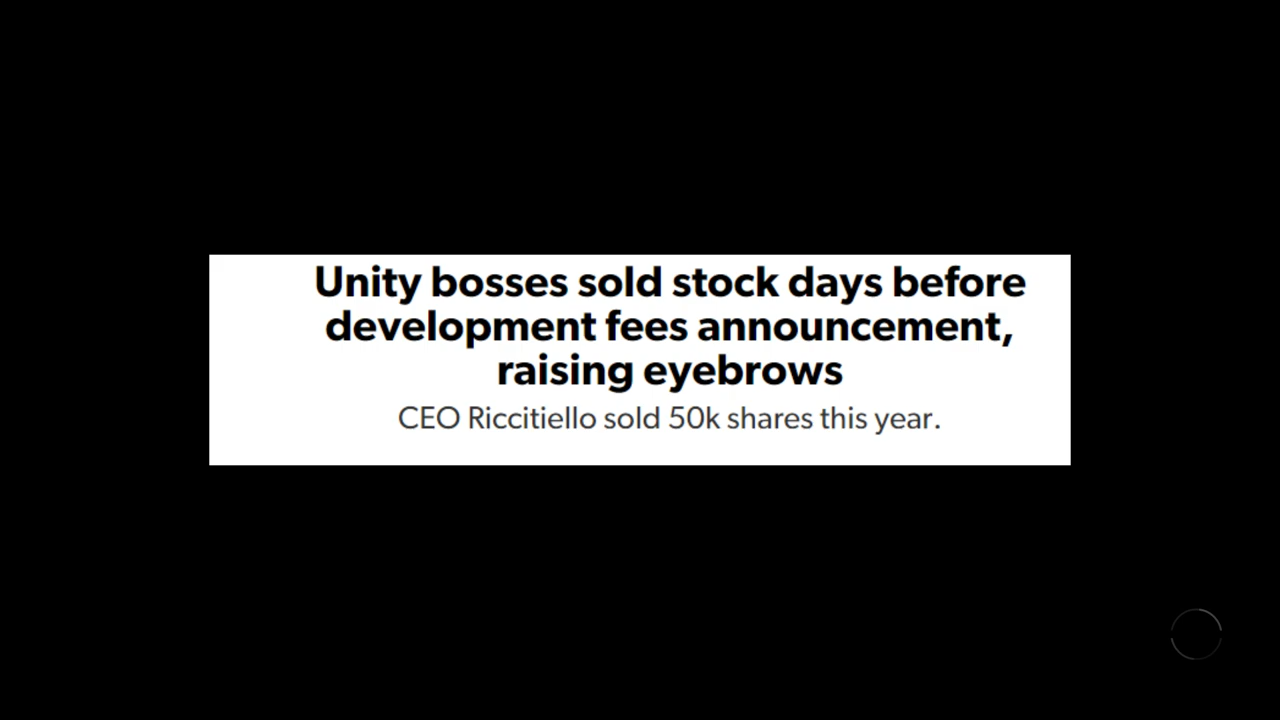 Unity bosses sold stock days before
development fees announcement,
raising eyebrows
CEO Riccitiello sold 50k shares this year.